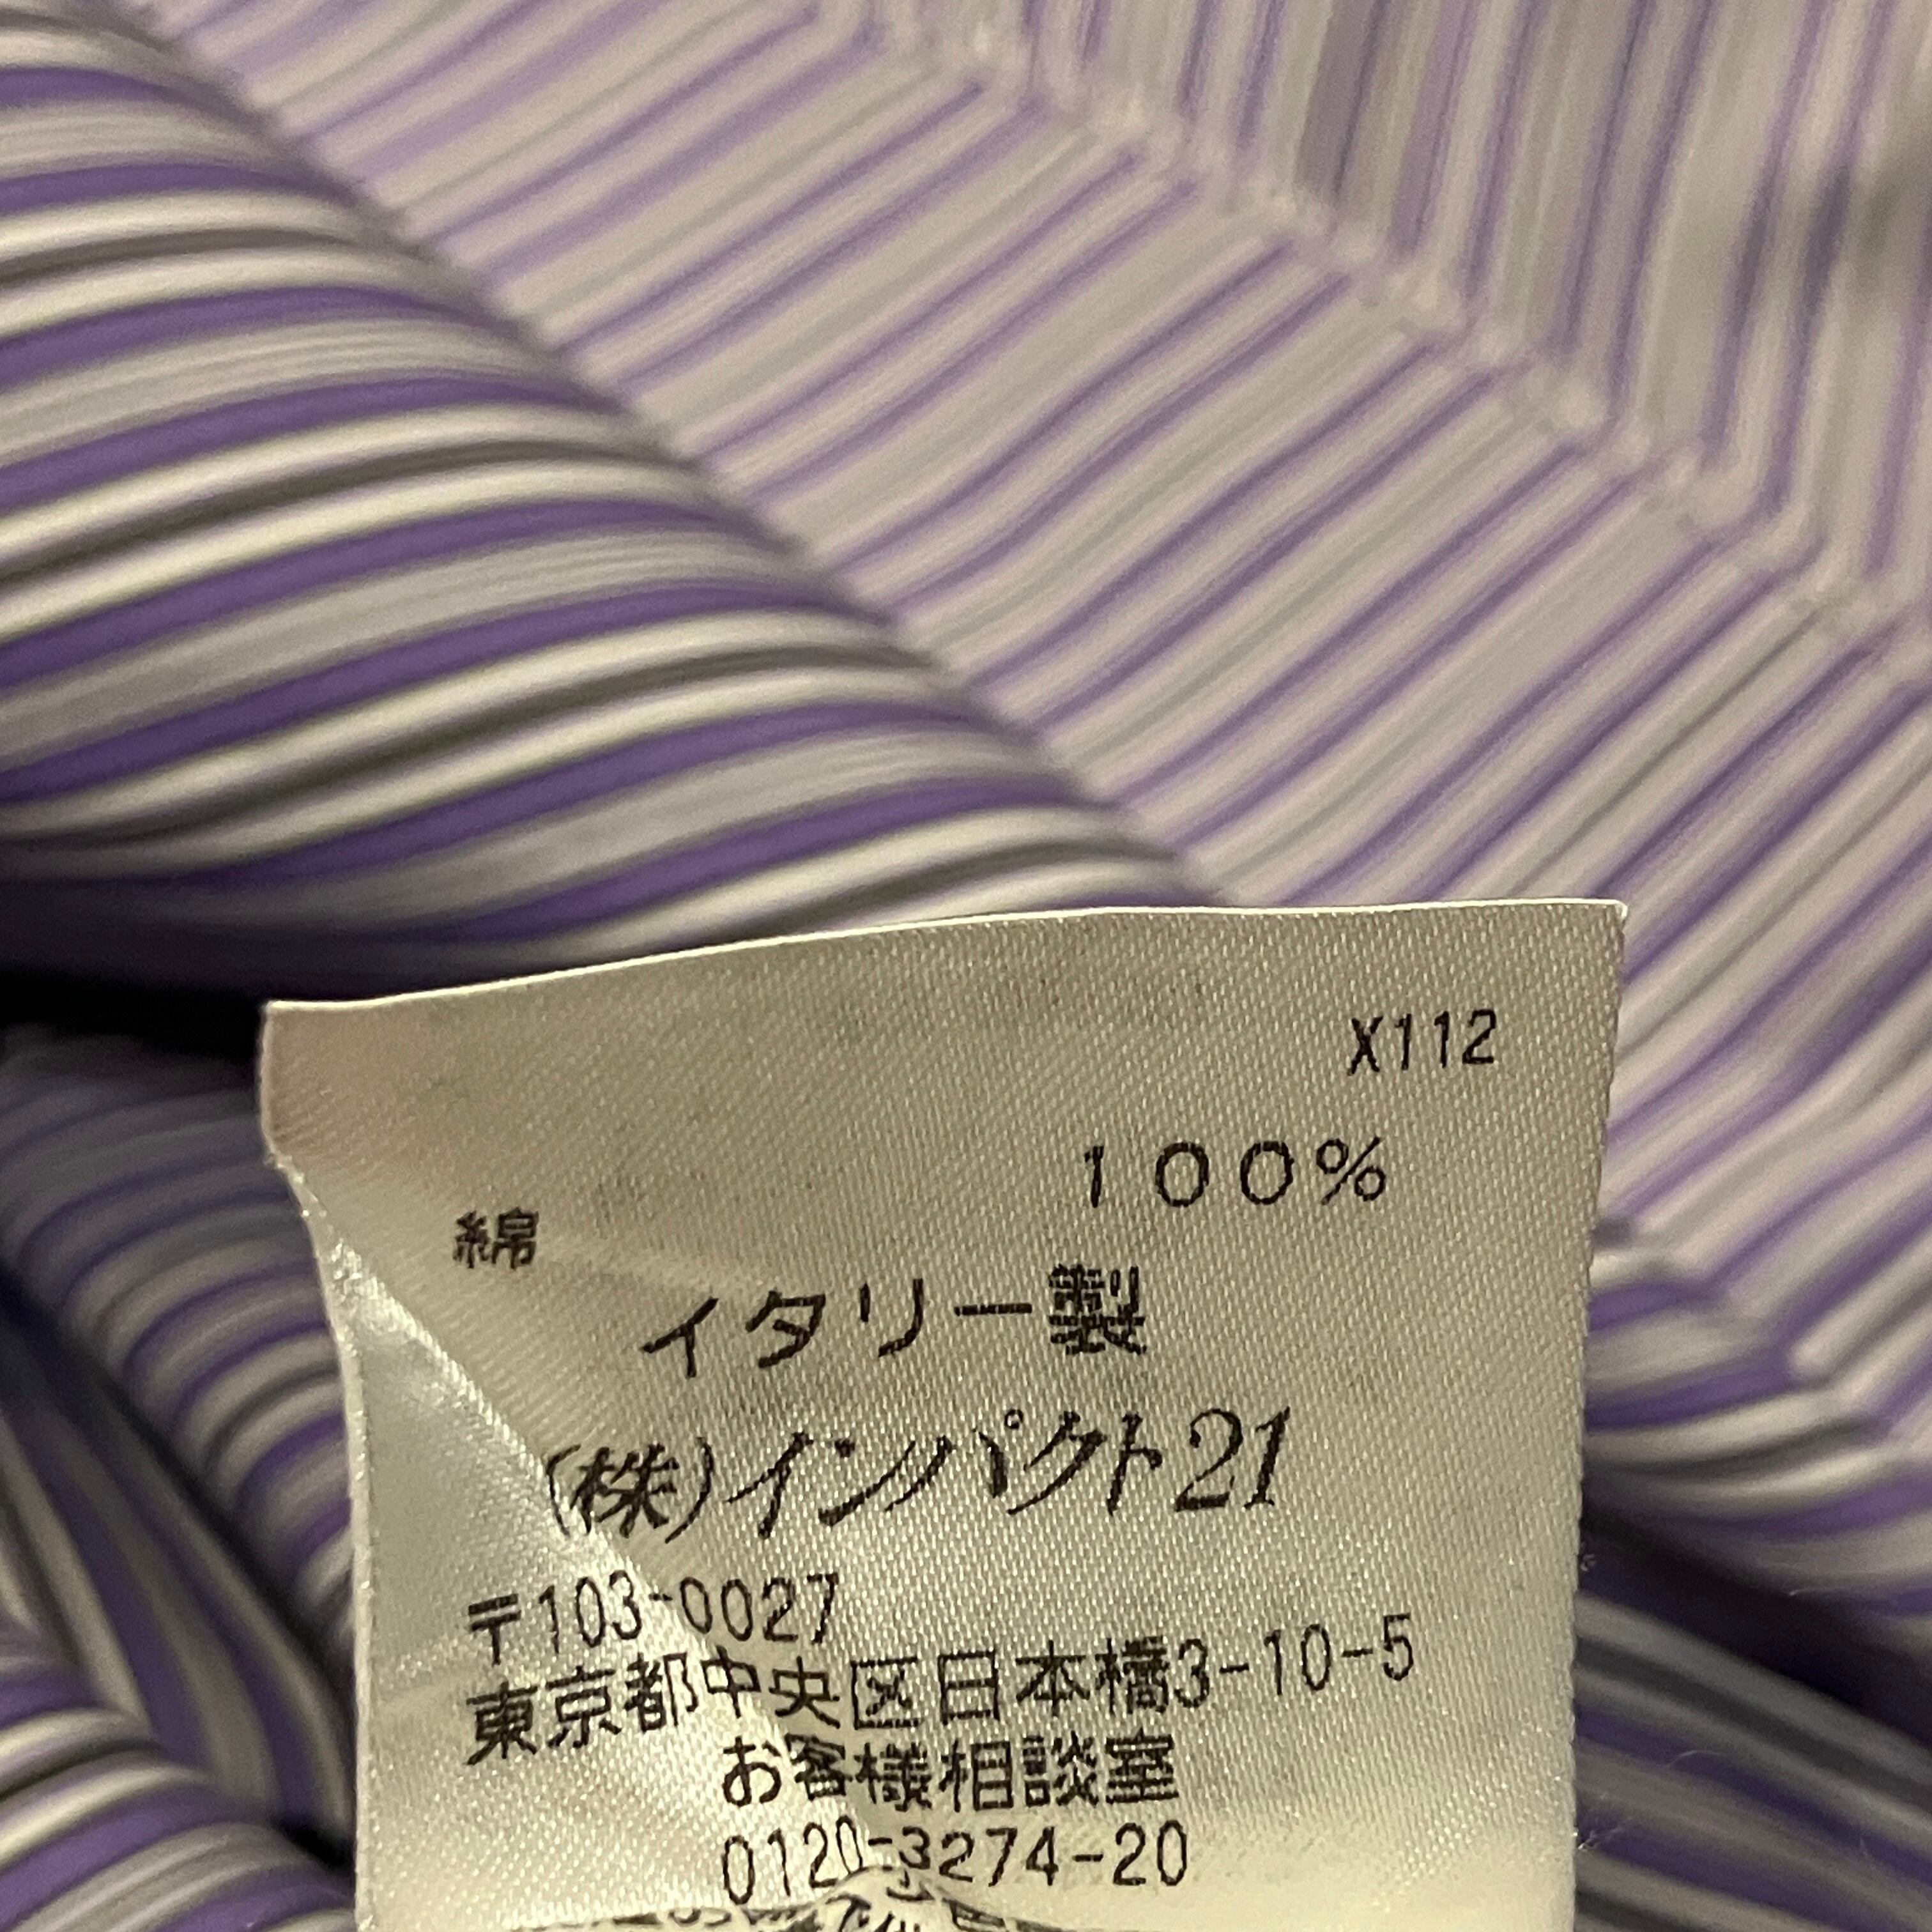 X112
綿 100%
イタリー製
(株)インパクト21
〒103-0027
東京都中央区日本橋3-10-5
お客様相談室
0120-3274-20